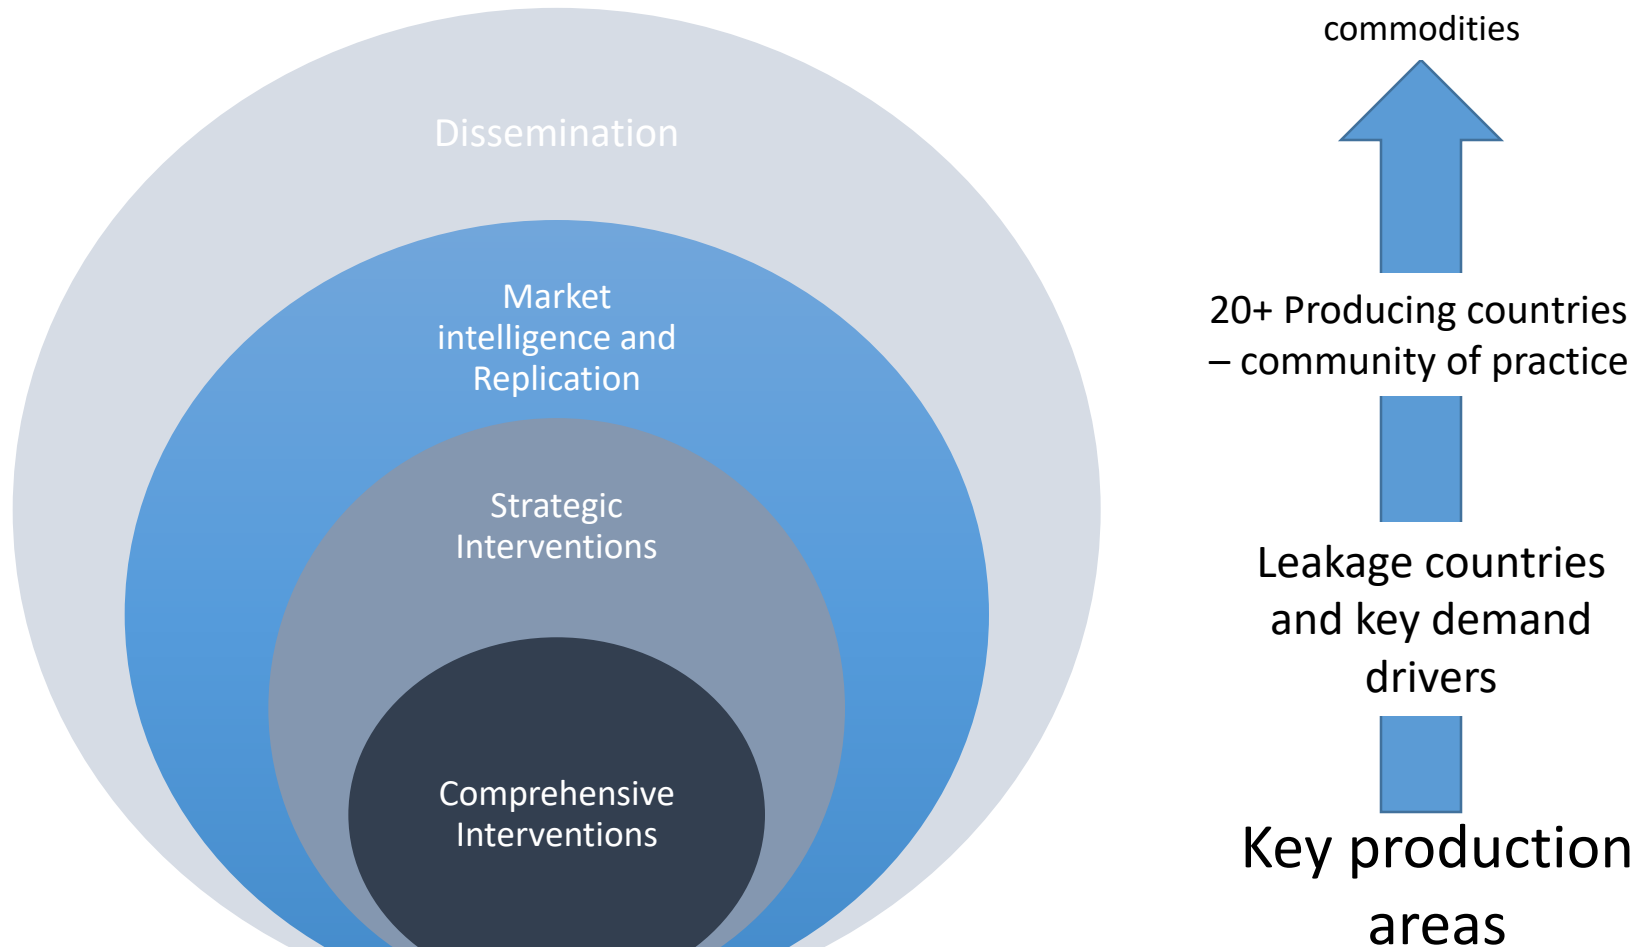 Dissemination
Market
intelligence and
Replication
Strategic
Interventions
Comprehensive
Interventions
commodities
20+ Producing countries
– community of practice
Leakage countries
and key demand
drivers
Key production
areas